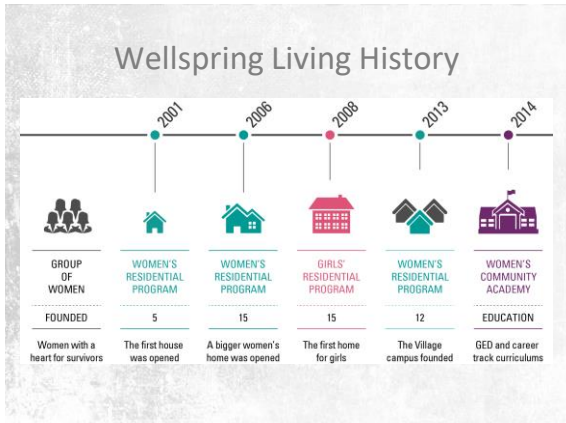 Wellspring Living History
2001
2006
2008
2013
2014
GROUP
OF
WOMEN
FOUNDED
Women with a
heart for survivors
WOMEN'S
RESIDENTIAL
PROGRAM
5
The first house
was opened
WOMEN'S
RESIDENTIAL
PROGRAM
15
A bigger women's
home was opened
GIRLS'
RESIDENTIAL
PROGRAM
15
The first home
for girls
WOMEN'S
RESIDENTIAL
PROGRAM
12
The Village
campus founded
WOMEN'S
COMMUNITY
ACADEMY
EDUCATION
GED and career
track curriculums